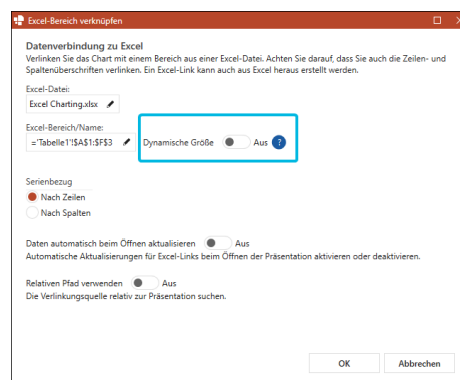 Excel-Bereich verknüpfen
Datenverbindung zu Excel
Verlinken Sie das Chart mit einem Bereich aus einer Excel-Datei. Achten Sie darauf, dass Sie auch die Zeilen- und
Spaltenüberschriften verlinken. Ein Excel-Link kann auch aus Excel heraus erstellt werden.
Excel-Datei:
Excel Charting.xlsx
Excel-Bereich/Name:
='Tabelle1'!$A$1:$F$3 Dynamische Größe Aus ?
Serienbezug
Nach Zeilen
Nach Spalten
Daten automatisch beim Öffnen aktualisieren Aus
Automatische Aktualisierungen für Excel-Links beim Öffnen der Präsentation aktivieren oder deaktivieren.
Relativen Pfad verwenden Aus
Die Verlinkungsquelle relativ zur Präsentation suchen.
OK Abbrechen